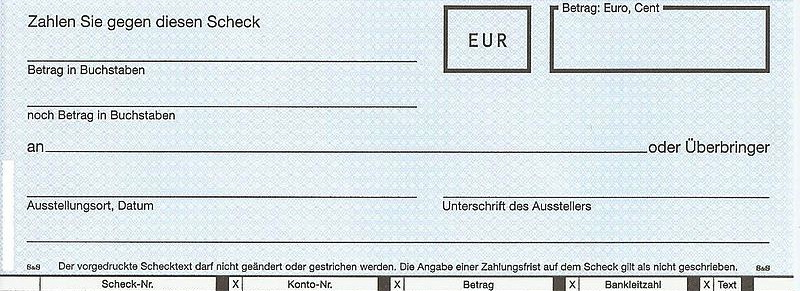 Zahlen Sie gegen diesen Scheck
EUR
Betrag: Euro, Cent
Betrag in Buchstaben
noch Betrag in Buchstaben
an oder Überbringer
Ausstellungsort, Datum Unterschrift des Ausstellers
S&S Der vorgedruckte Schecktext darf nicht geändert oder gestrichen werden. Die Angabe einer Zahlungsfrist auf dem Scheck gilt als nicht geschrieben. S&S
Scheck-Nr. X Konto-Nr. X Betrag X Bankleitzahl X Text